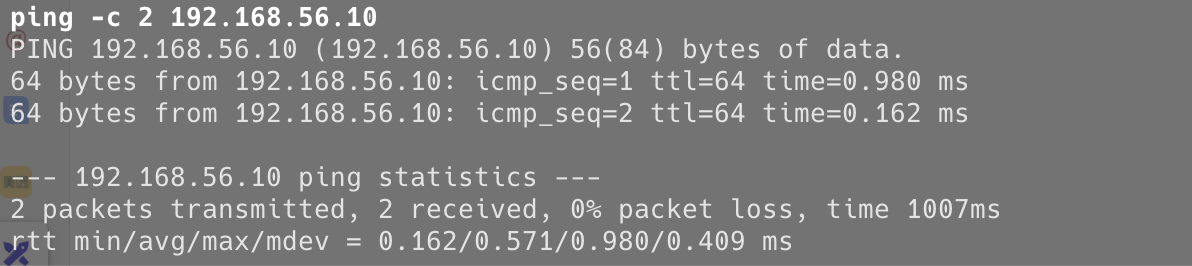 ping -c 2 192.168.56.10
PING 192.168.56.10 (192.168.56.10) 56(84) bytes of data.
64 bytes from 192.168.56.10: icmp_seq=1 ttl=64 time=0.980 ms
64 bytes from 192.168.56.10: icmp_seq=2 ttl=64 time=0.162 ms

--- 192.168.56.10 ping statistics ---
2 packets transmitted, 2 received, 0% packet loss, time 1007ms
rtt min/avg/max/mdev = 0.162/0.571/0.980/0.409 ms